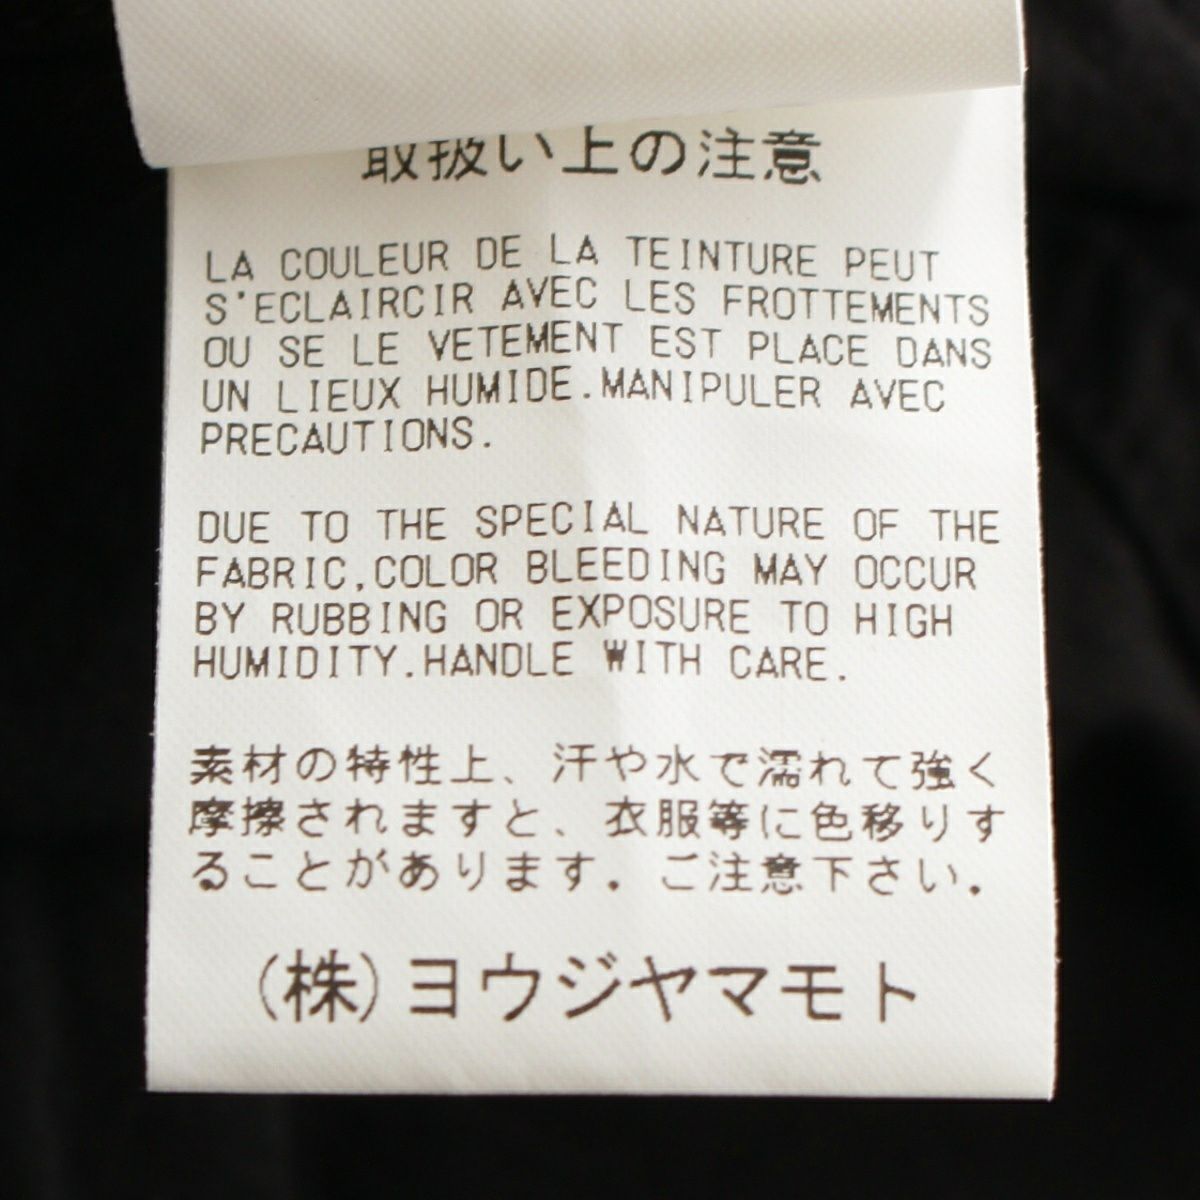 取扱い上の注意
LA COULEUR DE LA TEINTURE PEUT
S'ECLAIRCIR AVEC LES FROTTEMENTS
OU SE LE VETEMENT EST PLACE DANS
UN LIEUX HUMIDE.MANIPULER AVEC
PRECAUTIONS.
DUE TO THE SPECIAL NATURE OF THE
FABRIC,COLOR BLEEDING MAY OCCUR
BY RUBBING OR EXPOSURE TO HIGH
HUMIDITY.HANDLE WITH CARE.
素材の特性上、汗や水で濡れて強く
摩擦されますと、衣服等に色移りす
ることがあります。ご注意下さい。
(株)ヨウジヤマモト